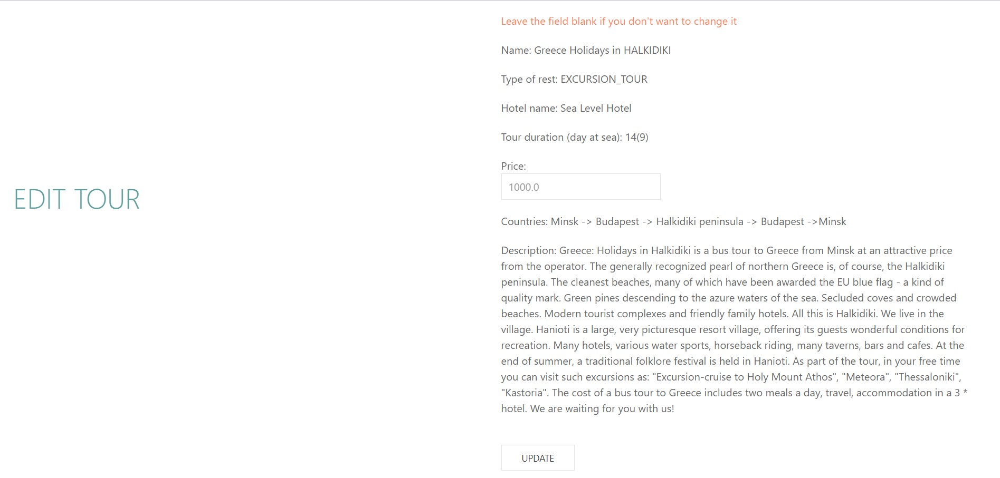 Leave the field blank if you don't want to change it
Name: Greece Holidays in HALKIDIKI
Type of rest: EXCURSION_TOUR
Hotel name: Sea Level Hotel
Tour duration (day at sea): 14(9)
Price:
1000.0
EDIT TOUR
Countries: Minsk -> Budapest -> Halkidiki peninsula -> Budapest ->Minsk
Description: Greece: Holidays in Halkidiki is a bus tour to Greece from Minsk at an attractive price
from the operator. The generally recognized pearl of northern Greece is, of course, the Halkidiki
peninsula. The cleanest beaches, many of which have been awarded the EU blue flag - a kind of
quality mark. Green pines descending to the azure waters of the sea. Secluded coves and crowded
beaches. Modern tourist complexes and friendly family hotels. All this is Halkidiki. We live in the
village. Hanioti is a large, very picturesque resort village, offering its guests wonderful conditions for
recreation. Many hotels, various water sports, horseback riding, many taverns, bars and cafes. At the
end of summer, a traditional folklore festival is held in Hanioti. As part of the tour, in your free time
you can visit such excursions as: "Excursion-cruise to Holy Mount Athos", "Meteora", "Thessaloniki",
"Kastoria". The cost of a bus tour to Greece includes two meals a day, travel, accommodation in a 3 *
hotel. We are waiting for you with us!
UPDATE